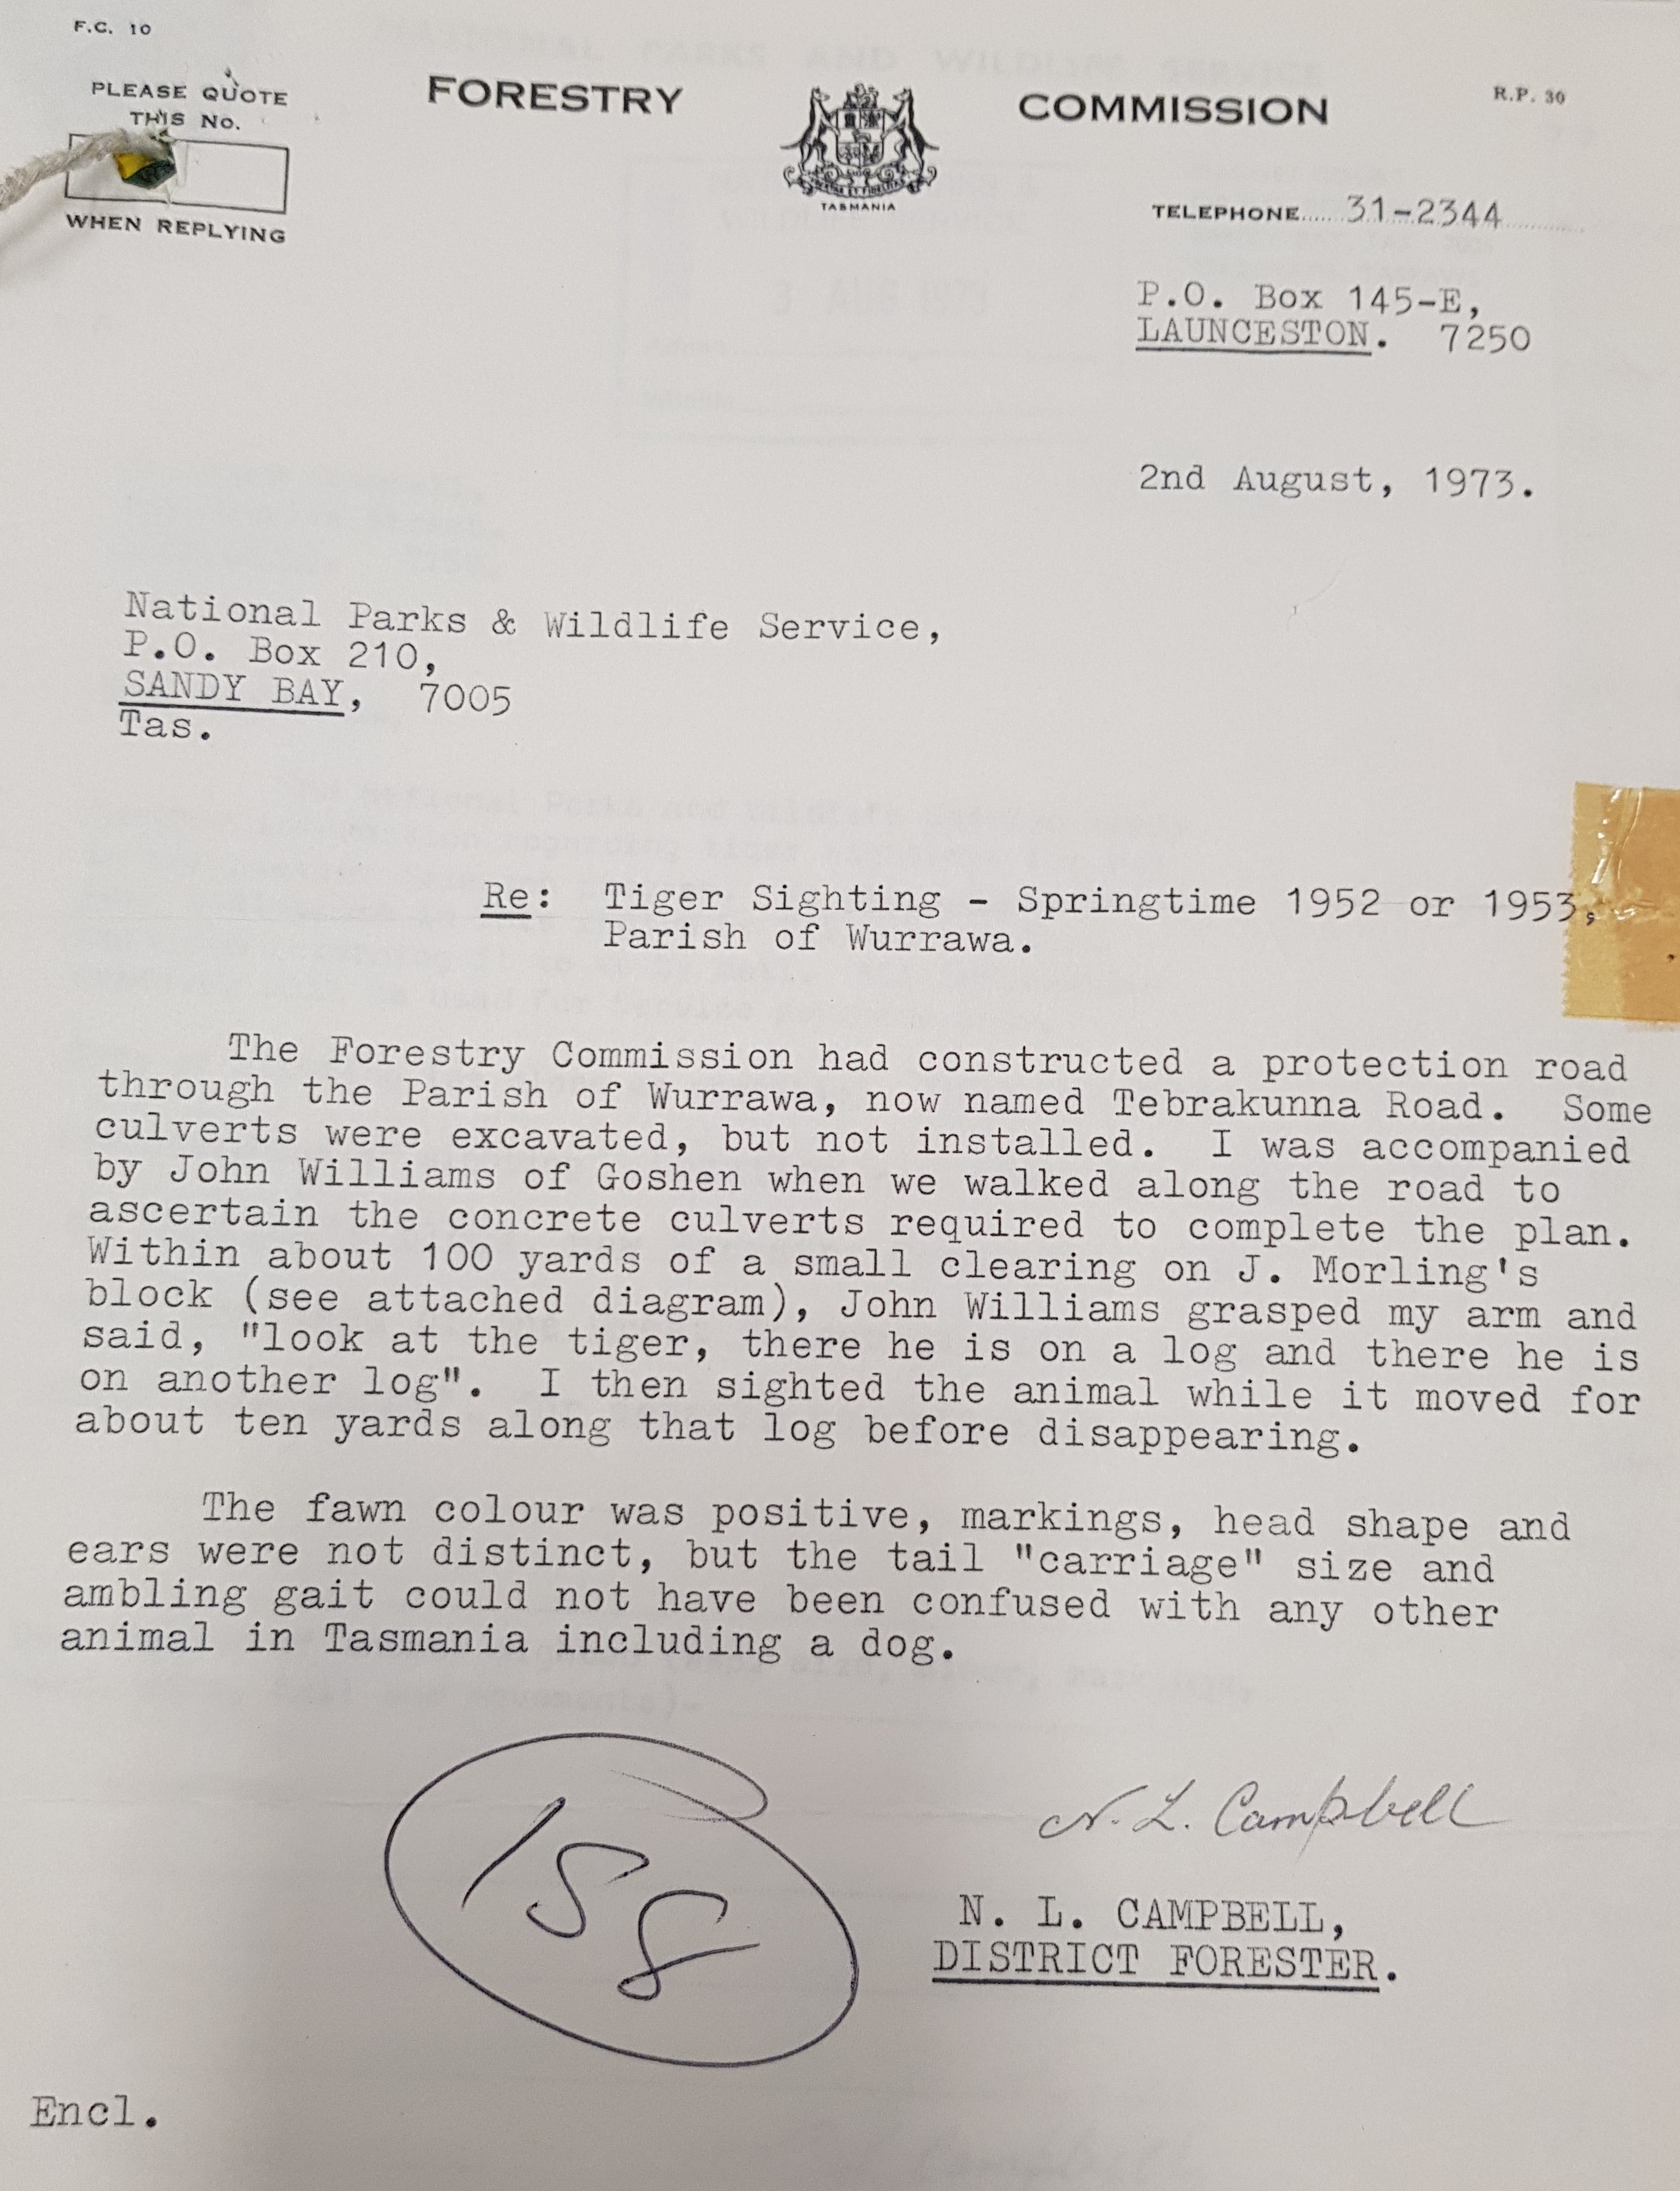 F.C. 10
PLEASE QUOTE
THIS No.
WHEN REPLYING
FORESTRY COMMISSION
TASMANIA
R.P. 30
TELEPHONE...... 31-2344
P.O. Box 145-E,
LAUNCESTON. 7250
2nd August, 1973.
National Parks & Wildlife Service,
P.O. Box 210,
SANDY BAY, 7005
Tas.
Re: Tiger Sighting - Springtime 1952 or 1953,
Parish of Wurrawa.
The Forestry Commission had constructed a protection road
through the Parish of Wurrawa, now named Tebrakunna Road. Some
culverts were excavated, but not installed. I was accompanied
by John Williams of Goshen when we walked along the road to
ascertain the concrete culverts required to complete the plan.
Within about 100 yards of a small clearing on J. Morling's
block (see attached diagram), John Williams grasped my arm and
said, "look at the tiger, there he is on a log and there he is
on another log". I then sighted the animal while it moved for
about ten yards along that log before disappearing.
The fawn colour was positive, markings, head shape and
ears were not distinct, but the tail "carriage" size and
ambling gait could not have been confused with any other
animal in Tasmania including a dog.
158
N. L. Campbell
N. L. CAMPBELL,
DISTRICT FORESTER.
Encl.